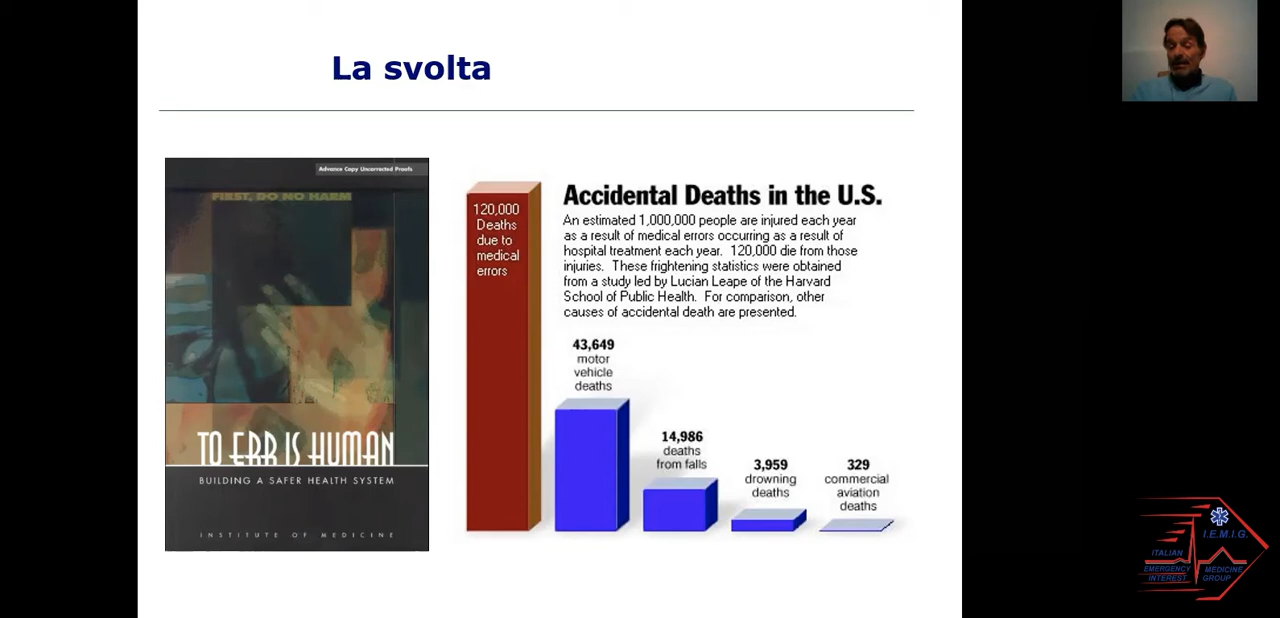 La svolta
Advance Copy Uncorrected Proofs
FIRST, DO NO HARM
TO ERR IS HUMAN
BUILDING A SAFER HEALTH SYSTEM
INSTITUTE OF MEDICINE
120,000
Deaths
due to
medical
errors
Accidental Deaths in the U.S.
An estimated 1,000,000 people are injured each year
as a result of medical errors occurring as a result of
hospital treatment each year. 120,000 die from those
injuries. These frightening statistics were obtained
from a study led by Lucian Leape of the Harvard
School of Public Health. For comparison, other
causes of accidental death are presented.
43,649
motor
vehicle
deaths
14,986
deaths
from falls
3,959
drowning
deaths
329
commercial
aviation
deaths
I.E.M.I.G.
ITALIAN
EMERGENCY
INTEREST
MEDICINE
GROUP